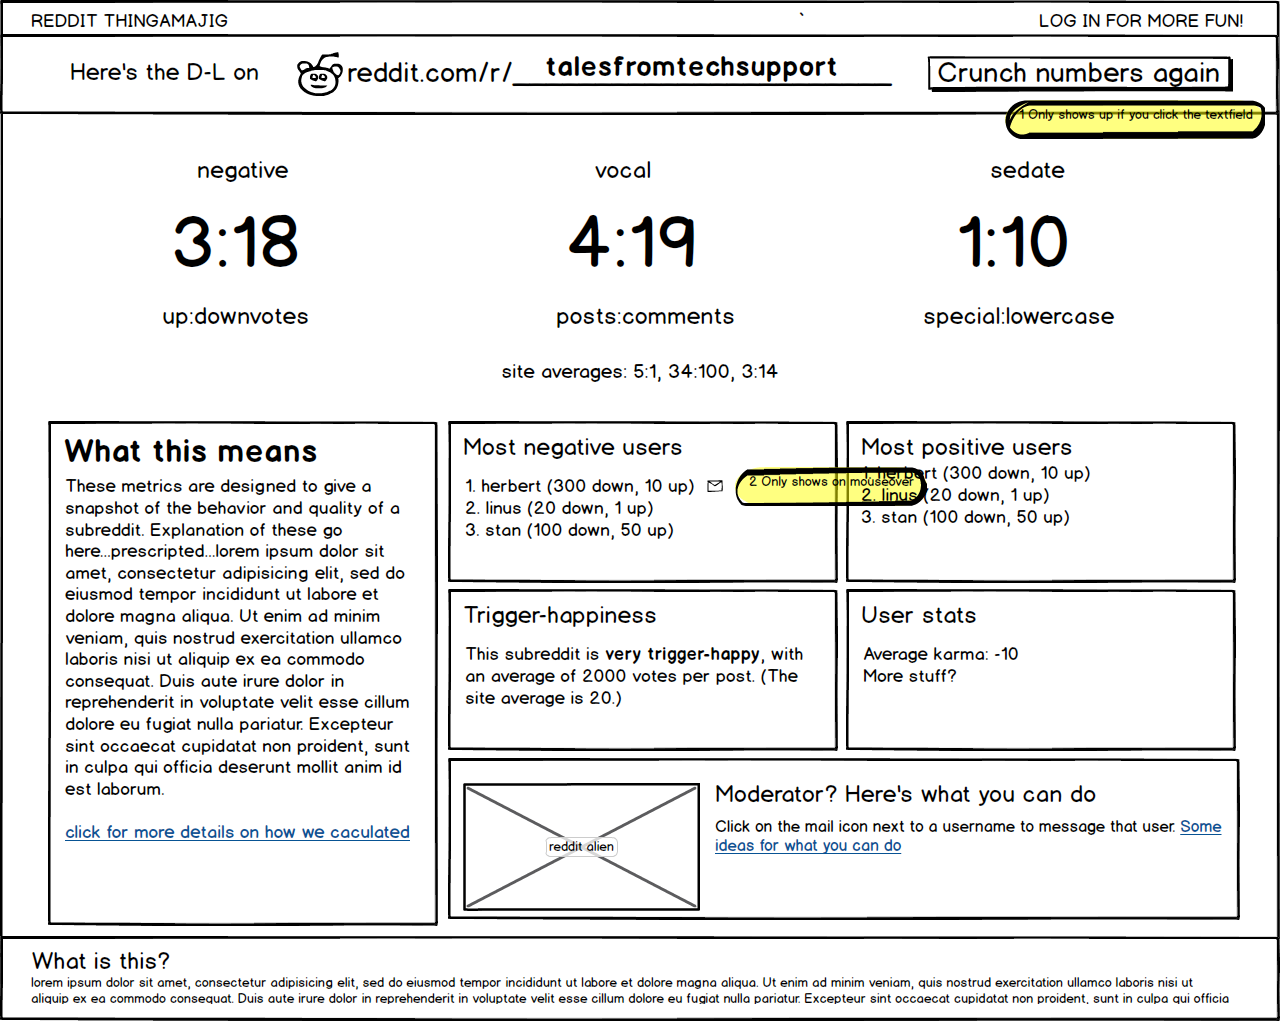 REDDIT THINGAMAJIG
`
LOG IN FOR MORE FUN!
Here's the D-L on
reddit.com/r/ talesfromtechsupport
Crunch numbers again
1 Only shows up if you click the textfield
negative
3:18
up:downvotes
vocal
4:19
posts:comments
sedate
1:10
special:lowercase
site averages: 5:1, 34:100, 3:14
What this means
These metrics are designed to give a
snapshot of the behavior and quality of a
subreddit. Explanation of these go
here...prescripted...lorem ipsum dolor sit
amet, consectetur adipisicing elit, sed do
eiusmod tempor incididunt ut labore et
dolore magna aliqua. Ut enim ad minim
veniam, quis nostrud exercitation ullamco
laboris nisi ut aliquip ex ea commodo
consequat. Duis aute irure dolor in
reprehenderit in voluptate velit esse cillum
dolore eu fugiat nulla pariatur. Excepteur
sint occaecat cupidatat non proident, sunt
in culpa qui officia deserunt mollit anim id
est laborum.
click for more details on how we caculated
Most negative users
1. herbert (300 down, 10 up)
2. linus (20 down, 1 up)
3. stan (100 down, 50 up)
2 Only shows on mouseover
Most positive users
1. herbert (300 down, 10 up)
2. linus (20 down, 1 up)
3. stan (100 down, 50 up)
Trigger-happiness
This subreddit is very trigger-happy, with
an average of 2000 votes per post. (The
site average is 20.)
User stats
Average karma: -10
More stuff?
reddit alien
Moderator? Here's what you can do
Click on the mail icon next to a username to message that user. Some
ideas for what you can do
What is this?
lorem ipsum dolor sit amet, consectetur adipisicing elit, sed do eiusmod tempor incididunt ut labore et dolore magna aliqua. Ut enim ad minim veniam, quis nostrud exercitation ullamco laboris nisi ut
aliquip ex ea commodo consequat. Duis aute irure dolor in reprehenderit in voluptate velit esse cillum dolore eu fugiat nulla pariatur. Excepteur sint occaecat cupidatat non proident, sunt in culpa qui officia